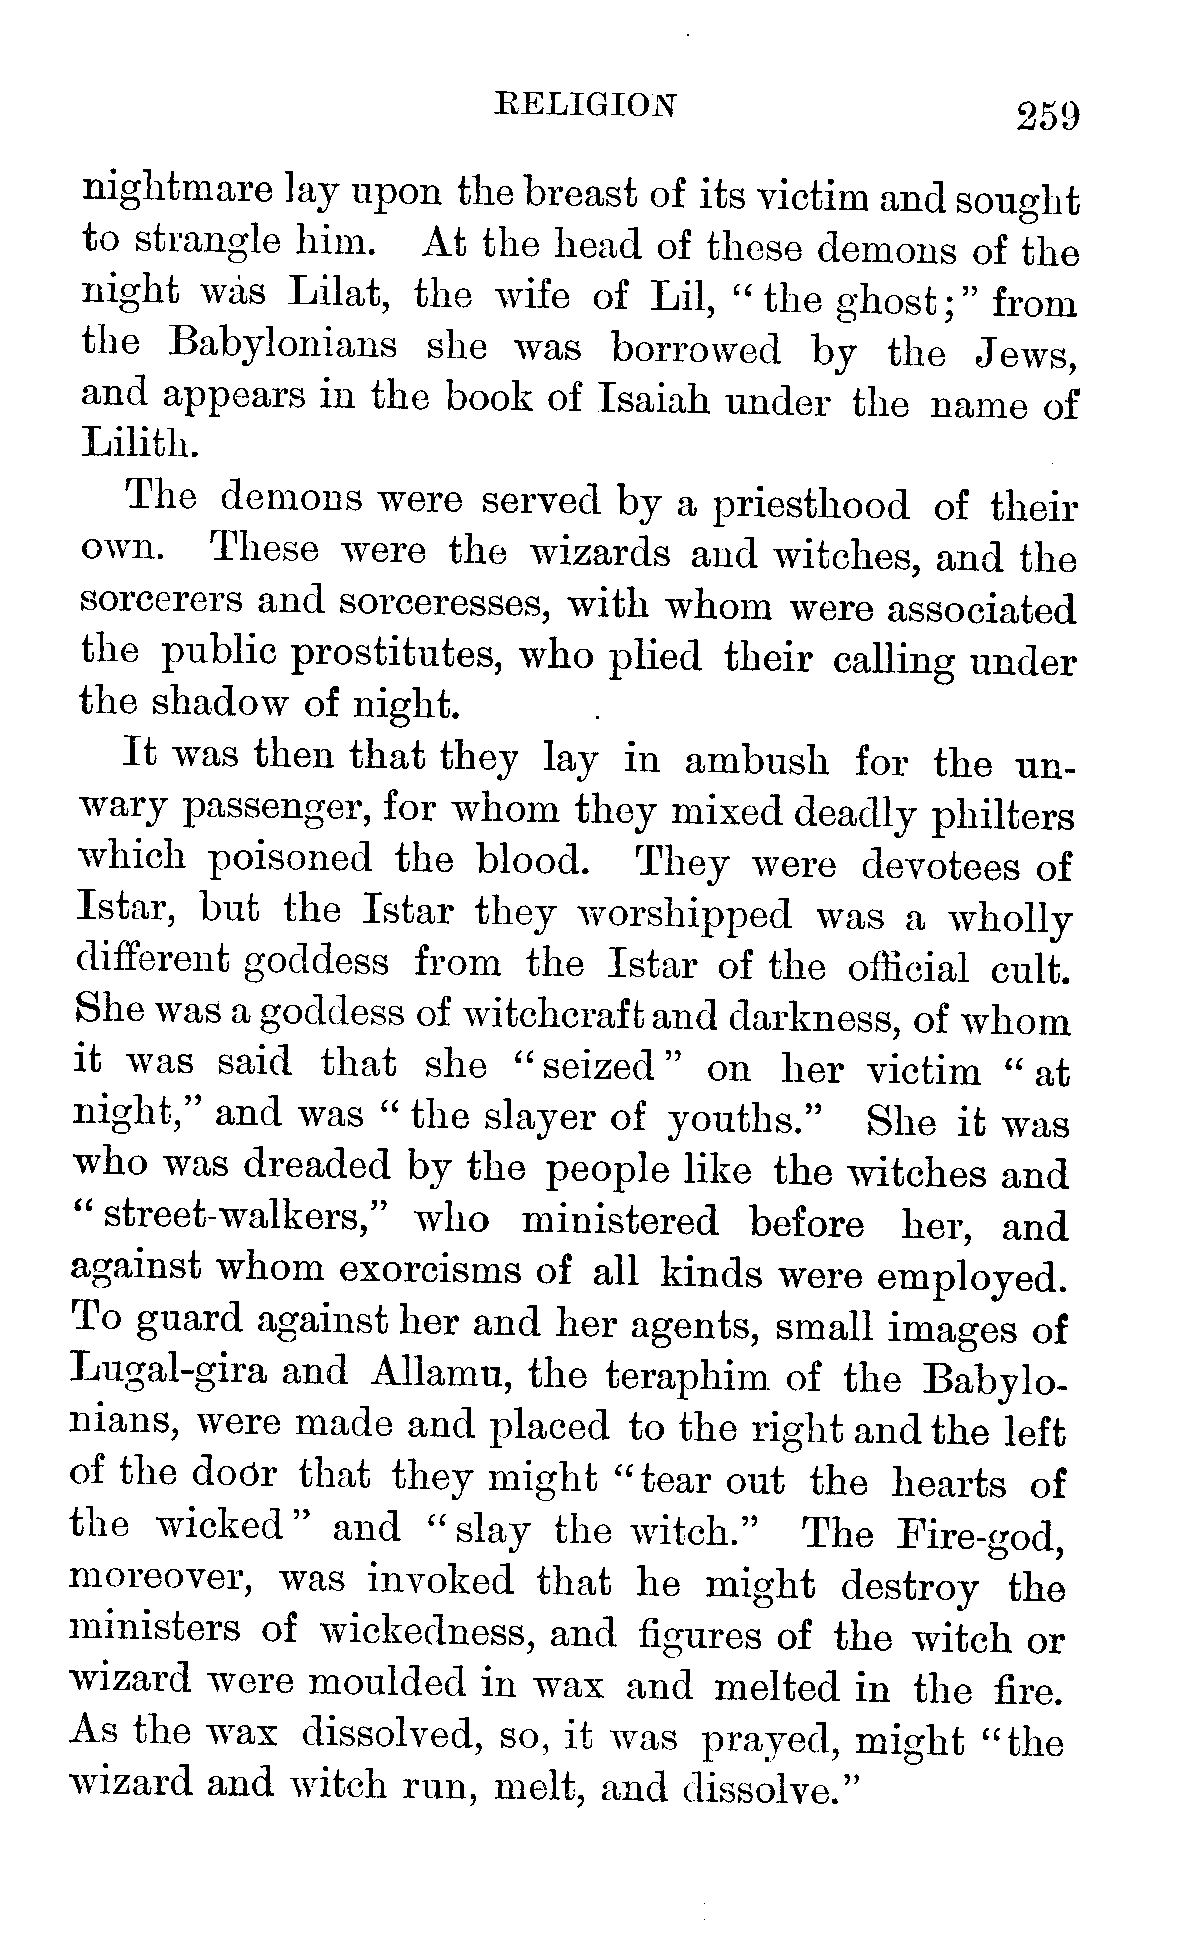 RELIGION 259
nightmare lay upon the breast of its victim and sought
to strangle him. At the head of these demons of the
night was Lilat, the wife of Lil, “the ghost;” from
the Babylonians she was borrowed by the Jews,
and appears in the book of Isaiah under the name of
Lilith.
The demons were served by a priesthood of their
own. These were the wizards and witches, and the
sorcerers and sorceresses, with whom were associated
the public prostitutes, who plied their calling under
the shadow of night.
It was then that they lay in ambush for the un-
wary passenger, for whom they mixed deadly philters
which poisoned the blood. They were devotees of
Istar, but the Istar they worshipped was a wholly
different goddess from the Istar of the official cult.
She was a goddess of witchcraft and darkness, of whom
it was said that she “seized” on her victim “at
night,” and was “the slayer of youths.” She it was
who was dreaded by the people like the witches and
“street-walkers,” who ministered before her, and
against whom exorcisms of all kinds were employed.
To guard against her and her agents, small images of
Lugal-gira and Allamu, the teraphim of the Babylo-
nians, were made and placed to the right and the left
of the door that they might “tear out the hearts of
the wicked” and “slay the witch.” The Fire-god,
moreover, was invoked that he might destroy the
ministers of wickedness, and figures of the witch or
wizard were moulded in wax and melted in the fire.
As the wax dissolved, so, it was prayed, might “the
wizard and witch run, melt, and dissolve.”